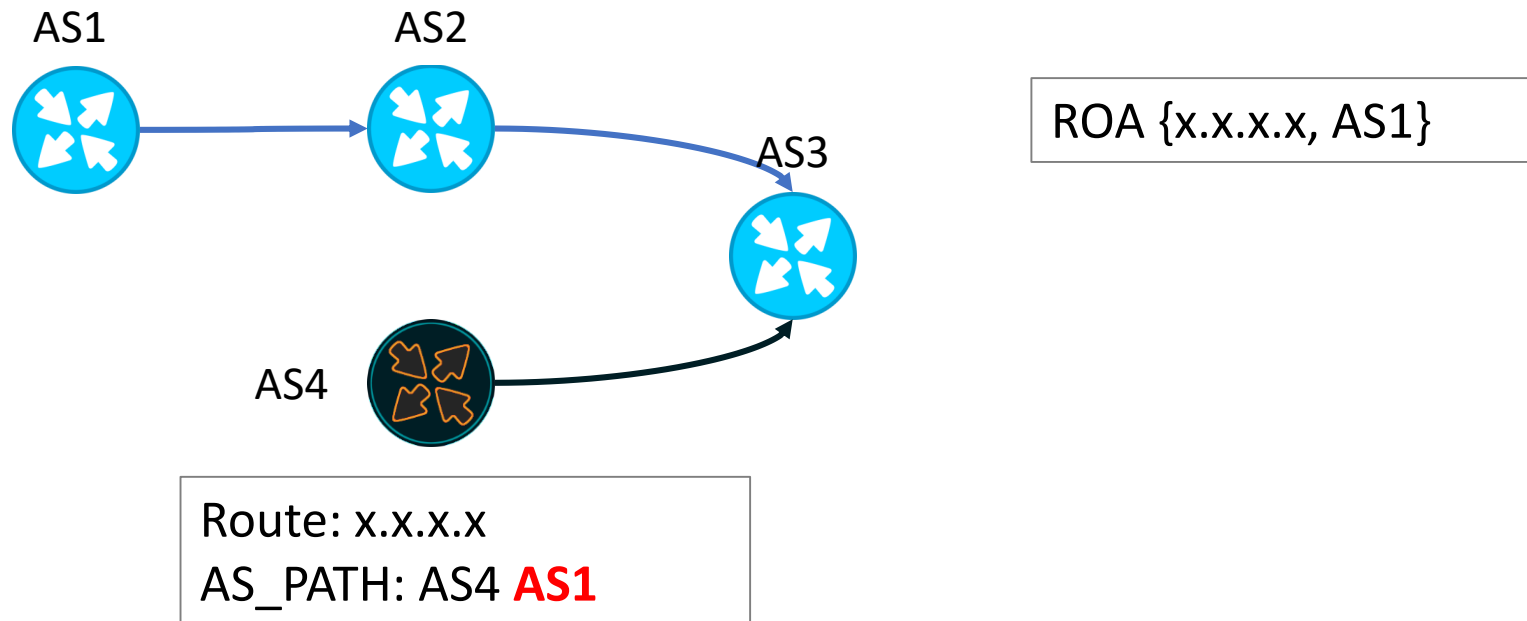 AS1
AS2
AS3
ROA {x.x.x.x, AS1}
AS4
Route: x.x.x.x
AS_PATH: AS4 AS1